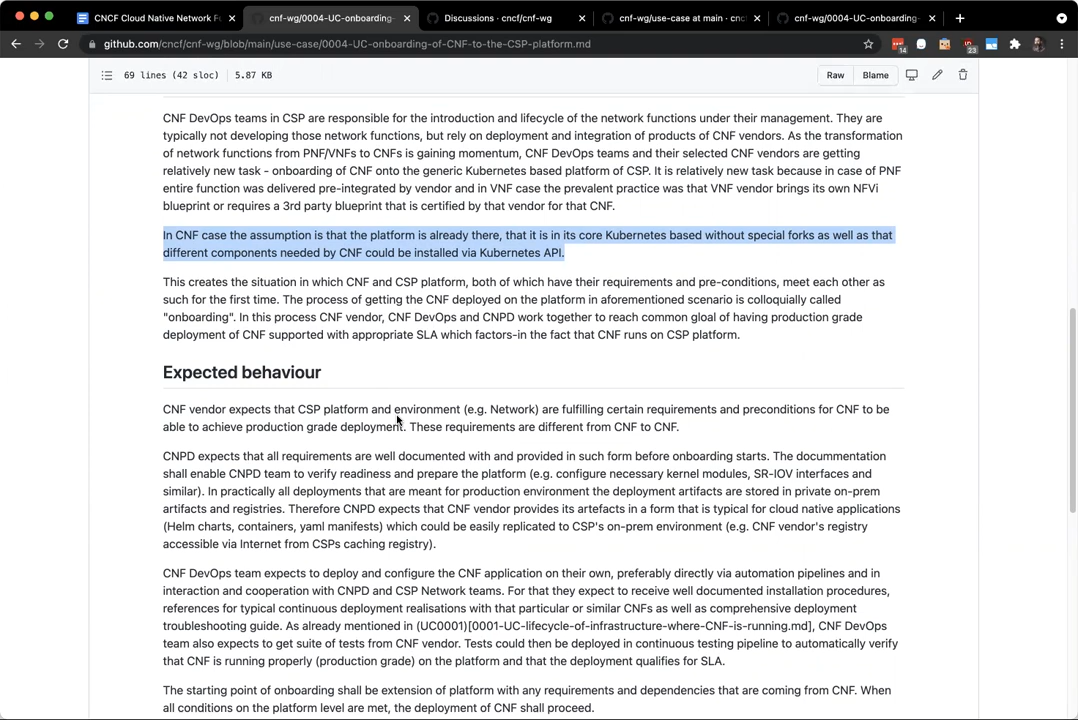 CNCF Cloud Native Network F
cnf-wg/0004-UC-onboarding-
Discussions · cncf/cnf-wg
cnf-wg/use-case at main · cnc
cnf-wg/0004-UC-onboarding-
github.com/cncf/cnf-wg/blob/main/use-case/0004-UC-onboarding-of-CNF-to-the-CSP-platform.md
14
23
69 lines (42 sloc) 5.87 KB
Raw Blame
CNF DevOps teams in CSP are responsible for the introduction and lifecycle of the network functions under their management. They are
typically not developing those network functions, but rely on deployment and integration of products of CNF vendors. As the transformation
of network functions from PNF/VNFs to CNFs is gaining momentum, CNF DevOps teams and their selected CNF vendors are getting
relatively new task - onboarding of CNF onto the generic Kubernetes based platform of CSP. It is relatively new task because in case of PNF
entire function was delivered pre-integrated by vendor and in VNF case the prevalent practice was that VNF vendor brings its own NFVi
blueprint or requires a 3rd party blueprint that is certified by that vendor for that CNF.
In CNF case the assumption is that the platform is already there, that it is in its core Kubernetes based without special forks as well as that
different components needed by CNF could be installed via Kubernetes API.
This creates the situation in which CNF and CSP platform, both of which have their requirements and pre-conditions, meet each other as
such for the first time. The process of getting the CNF deployed on the platform in aforementioned scenario is colloquially called
"onboarding". In this process CNF vendor, CNF DevOps and CNPD work together to reach common gloal of having production grade
deployment of CNF supported with appropriate SLA which factors-in the fact that CNF runs on CSP platform.
Expected behaviour
CNF vendor expects that CSP platform and environment (e.g. Network) are fulfilling certain requirements and preconditions for CNF to be
able to achieve production grade deployment. These requirements are different from CNF to CNF.
CNPD expects that all requirements are well documented with and provided in such form before onboarding starts. The docummentation
shall enable CNPD team to verify readiness and prepare the platform (e.g. configure necessary kernel modules, SR-IOV interfaces and
similar). In practically all deployments that are meant for production environment the deployment artifacts are stored in private on-prem
artifacts and registries. Therefore CNPD expects that CNF vendor provides its artefacts in a form that is typical for cloud native applications
(Helm charts, containers, yaml manifests) which could be easily replicated to CSP's on-prem environment (e.g. CNF vendor's registry
accessible via Internet from CSPs caching registry).
CNF DevOps team expects to deploy and configure the CNF application on their own, preferably directly via automation pipelines and in
interaction and cooperation with CNPD and CSP Network teams. For that they expect to receive well documented installation procedures,
references for typical continuous deployment realisations with that particular or similar CNFs as well as comprehensive deployment
troubleshooting guide. As already mentioned in (UC0001)[0001-UC-lifecycle-of-infrastructure-where-CNF-is-running.md], CNF DevOps
team also expects to get suite of tests from CNF vendor. Tests could then be deployed in continuous testing pipeline to automatically verify
that CNF is running properly (production grade) on the platform and that the deployment qualifies for SLA.
The starting point of onboarding shall be extension of platform with any requirements and dependencies that are coming from CNF. When
all conditions on the platform level are met, the deployment of CNF shall proceed.